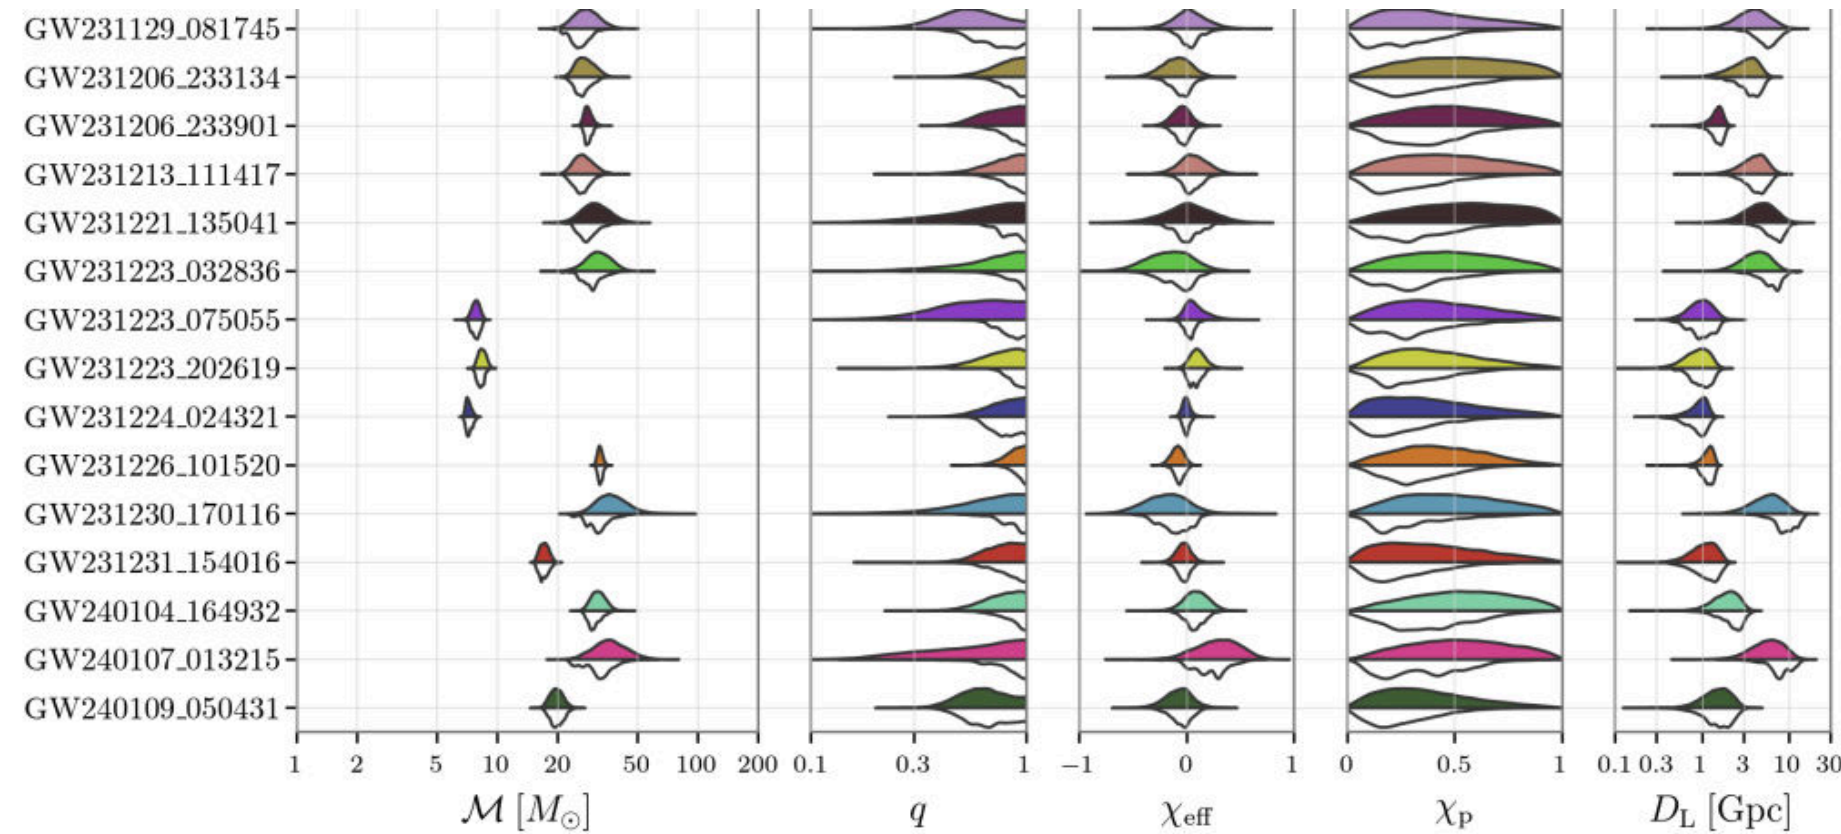 GW231129_081745
GW231206_233134
GW231206_233901
GW231213_111417
GW231221_135041
GW231223_032836
GW231223_075055
GW231223_202619
GW231224_024321
GW231226_101520
GW231230_170116
GW231231_154016
GW240104_164932
GW240107_013215
GW240109_050431
1 2 5 10 20 50 100 200 0.1 0.3 1 −1 0 1 0 0.5 1 0.1 0.3 1 3 10 30
ℳ [M⊙] q χeff χp DL [Gpc]